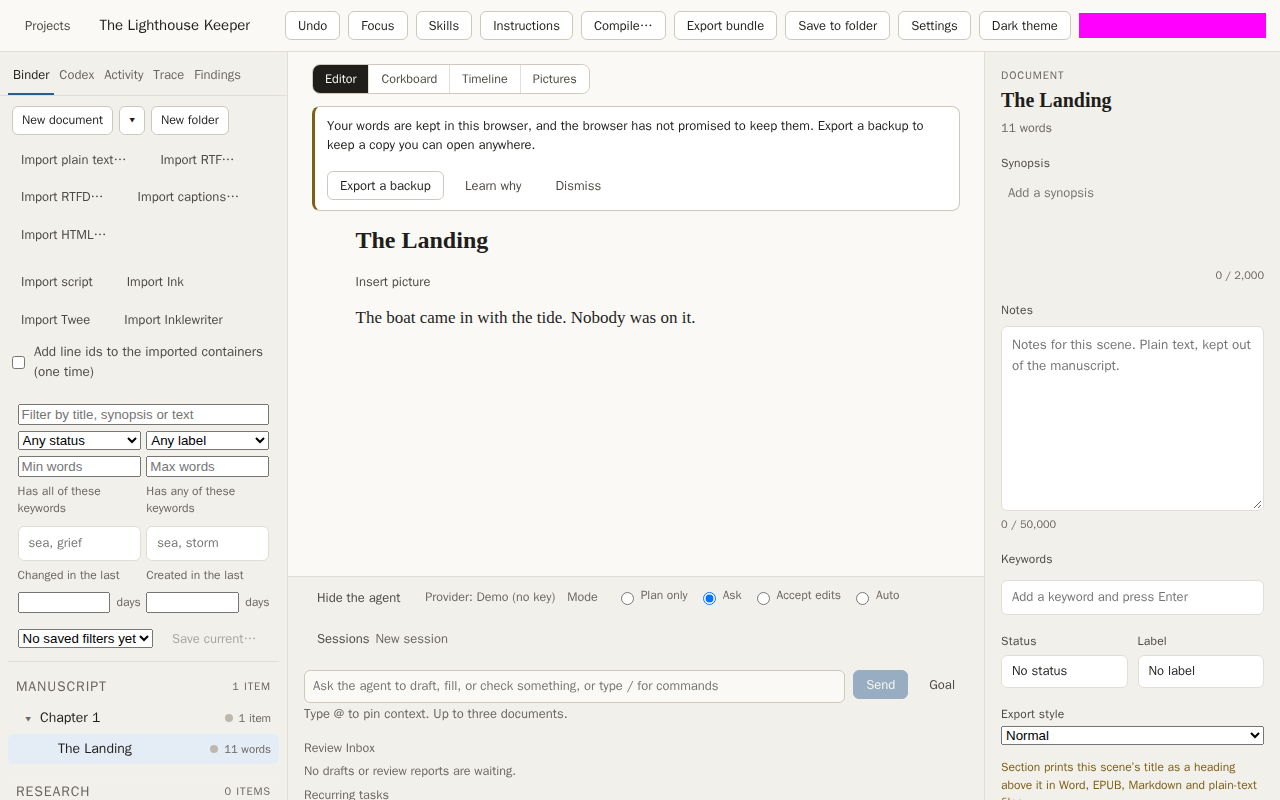 Projects
The Lighthouse Keeper
Undo
Focus
Skills
Instructions
Compile…
Export bundle
Save to folder
Settings
Dark theme
Binder
Codex
Activity
Trace
Findings
New document
New folder
Import plain text…
Import RTF…
Import RTFD…
Import captions…
Import HTML…
Import script
Import Ink
Import Twee
Import Inklewriter
Add line ids to the imported containers
(one time)
Filter by title, synopsis or text
Any status
Any label
Min words
Max words
Has all of these
keywords
Has any of these
keywords
sea, grief
sea, storm
Changed in the last
Created in the last
days
days
No saved filters yet
Save current…
MANUSCRIPT
1 ITEM
Chapter 1
1 item
The Landing
11 words
RESEARCH
0 ITEMS
Editor
Corkboard
Timeline
Pictures
Your words are kept in this browser, and the browser has not promised to keep them. Export a backup to
keep a copy you can open anywhere.
Export a backup
Learn why
Dismiss
The Landing
Insert picture
The boat came in with the tide. Nobody was on it.
Hide the agent
Provider: Demo (no key)
Mode
Plan only
Ask
Accept edits
Auto
Sessions
New session
Ask the agent to draft, fill, or check something, or type / for commands
Send
Goal
Type @ to pin context. Up to three documents.
Review Inbox
No drafts or review reports are waiting.
Recurring tasks
DOCUMENT
The Landing
11 words
Synopsis
Add a synopsis
0 / 2,000
Notes
Notes for this scene. Plain text, kept out
of the manuscript.
0 / 50,000
Keywords
Add a keyword and press Enter
Status
Label
No status
No label
Export style
Normal
Section prints this scene's title as a heading
above it in Word, EPUB, Markdown and plain-text